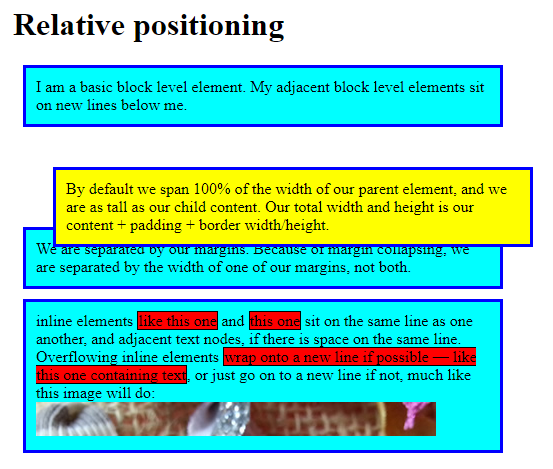 Relative positioning
I am a basic block level element. My adjacent block level elements sit
on new lines below me.
By default we span 100% of the width of our parent element, and we
are as tall as our child content. Our total width and height is our
content + padding + border width/height.
We are separated by our margins. Because of margin collapsing, we
are separated by the width of one of our margins, not both.
inline elements like this one and this one sit on the same line as one
another, and adjacent text nodes, if there is space on the same line.
Overflowing inline elements wrap onto a new line if possible — like
this one containing text, or just go on to a new line if not, much like
this image will do: